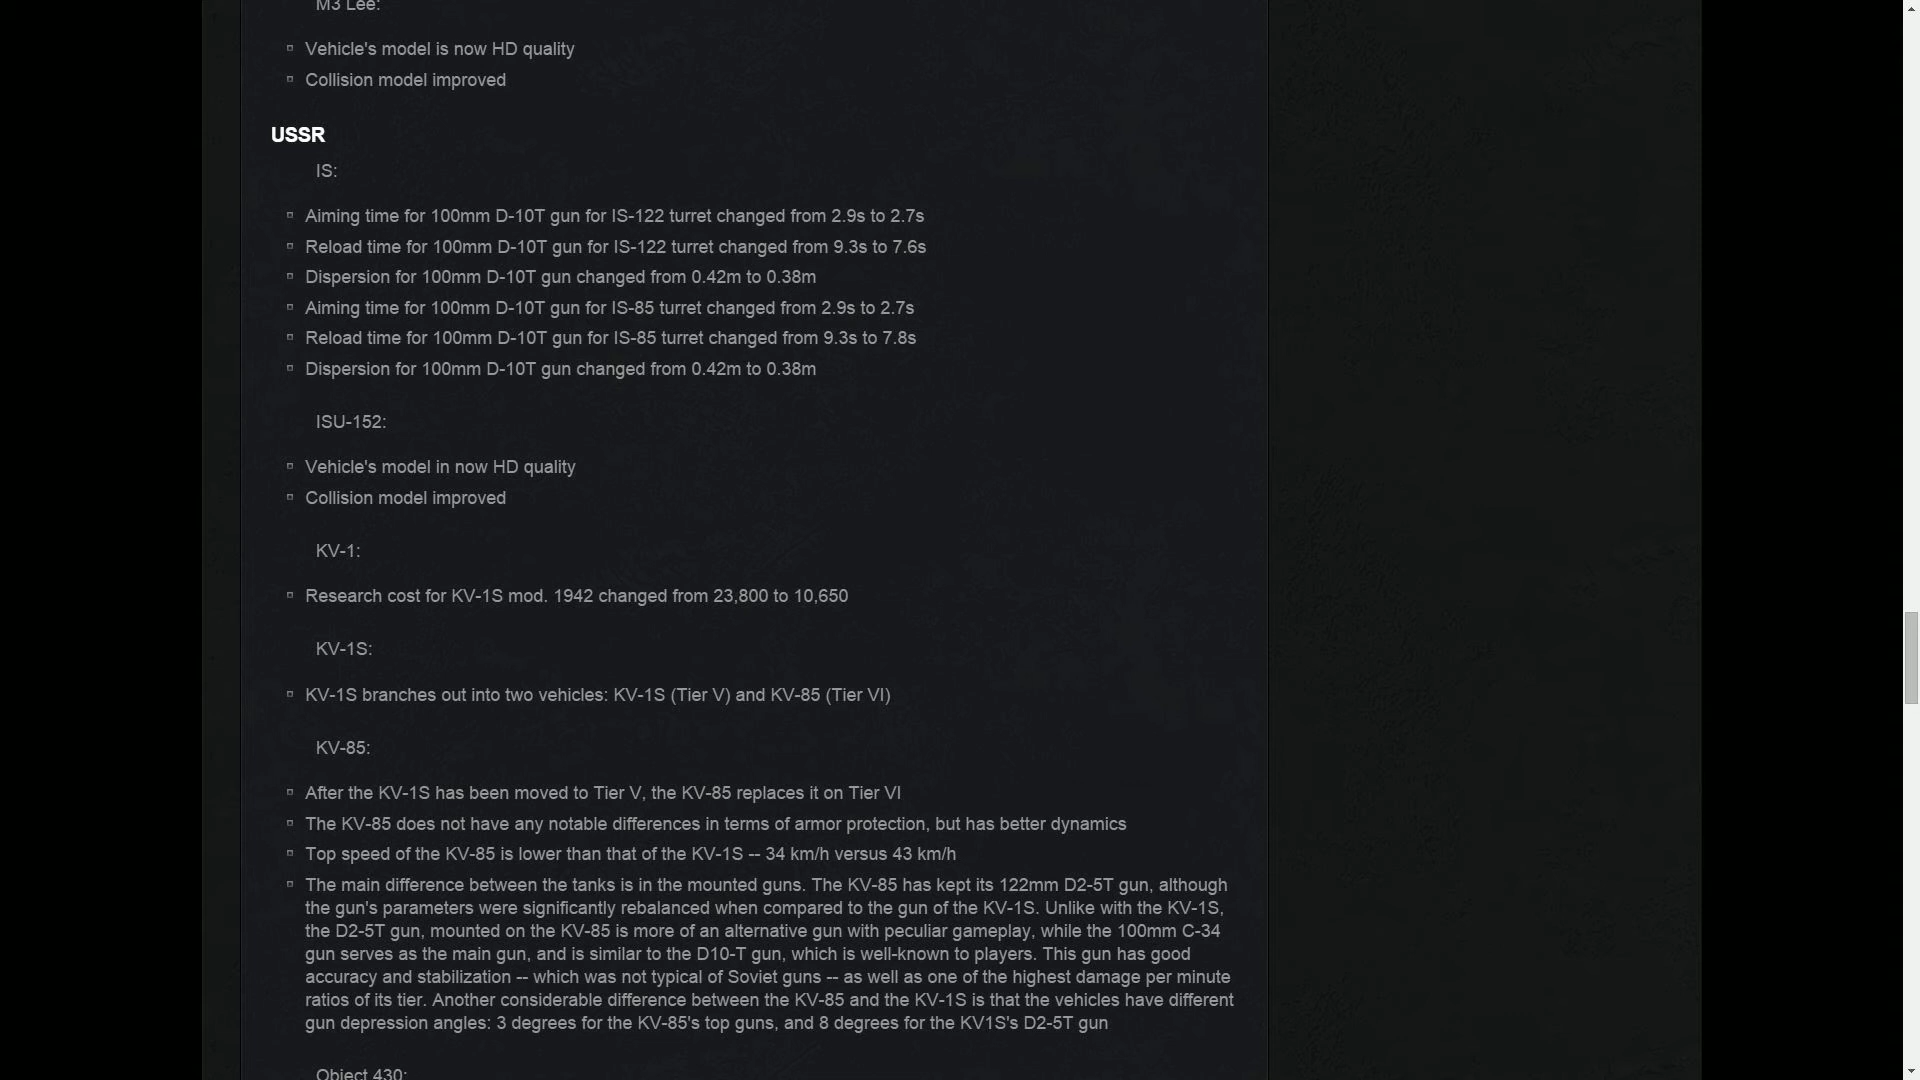 M3 Lee:
Vehicle's model is now HD quality
Collision model improved
USSR
IS:
Aiming time for 100mm D-10T gun for IS-122 turret changed from 2.9s to 2.7s
Reload time for 100mm D-10T gun for IS-122 turret changed from 9.3s to 7.6s
Dispersion for 100mm D-10T gun changed from 0.42m to 0.38m
Aiming time for 100mm D-10T gun for IS-85 turret changed from 2.9s to 2.7s
Reload time for 100mm D-10T gun for IS-85 turret changed from 9.3s to 7.8s
Dispersion for 100mm D-10T gun changed from 0.42m to 0.38m
ISU-152:
Vehicle's model in now HD quality
Collision model improved
KV-1:
Research cost for KV-1S mod. 1942 changed from 23,800 to 10,650
KV-1S:
KV-1S branches out into two vehicles: KV-1S (Tier V) and KV-85 (Tier VI)
KV-85:
After the KV-1S has been moved to Tier V, the KV-85 replaces it on Tier VI
The KV-85 does not have any notable differences in terms of armor protection, but has better dynamics
Top speed of the KV-85 is lower than that of the KV-1S -- 34 km/h versus 43 km/h
The main difference between the tanks is in the mounted guns. The KV-85 has kept its 122mm D2-5T gun, although
the gun's parameters were significantly rebalanced when compared to the gun of the KV-1S. Unlike with the KV-1S,
the D2-5T gun, mounted on the KV-85 is more of an alternative gun with peculiar gameplay, while the 100mm C-34
gun serves as the main gun, and is similar to the D10-T gun, which is well-known to players. This gun has good
accuracy and stabilization -- which was not typical of Soviet guns -- as well as one of the highest damage per minute
ratios of its tier. Another considerable difference between the KV-85 and the KV-1S is that the vehicles have different
gun depression angles: 3 degrees for the KV-85's top guns, and 8 degrees for the KV1S's D2-5T gun
Object 430: